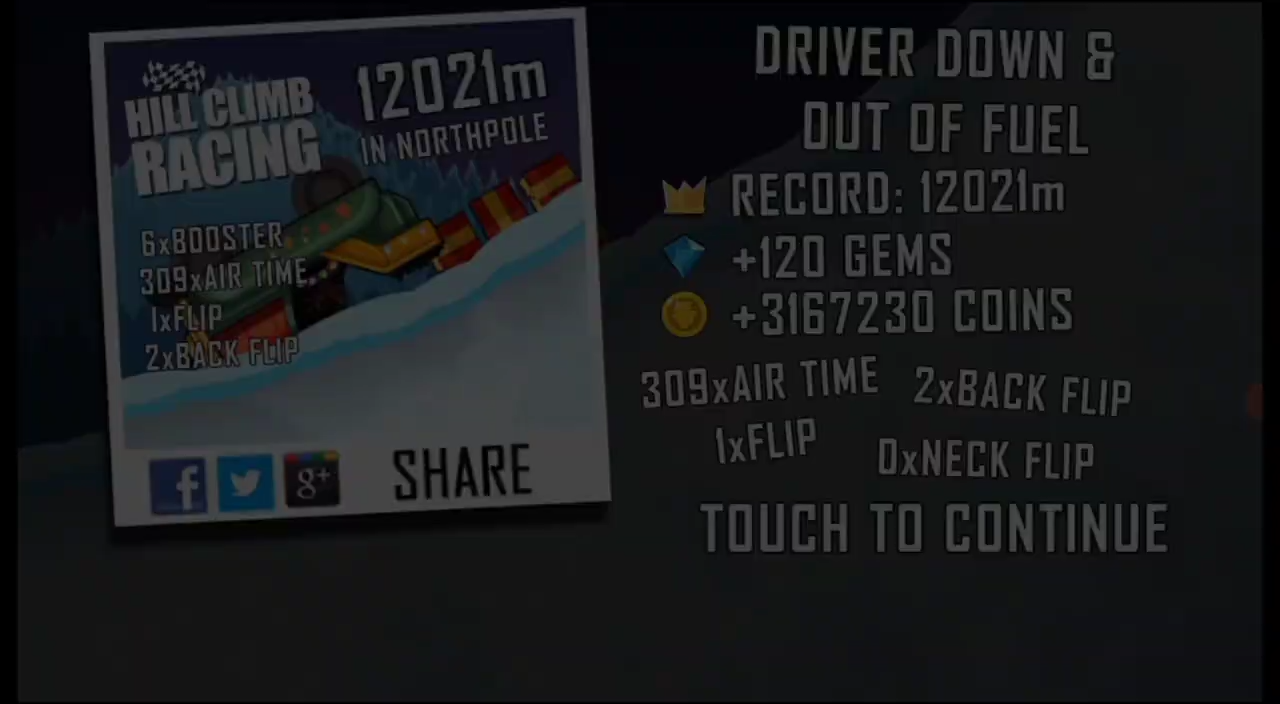 HILL CLIMB
RACING
12021m
IN NORTHPOLE
6xBOOSTER
309xAIR TIME
1xFLIP
2xBACK FLIP
f
g+
SHARE
DRIVER DOWN &
OUT OF FUEL
RECORD: 12021m
+120 GEMS
+3167230 COINS
309xAIR TIME 2xBACK FLIP
1xFLIP 0xNECK FLIP
TOUCH TO CONTINUE